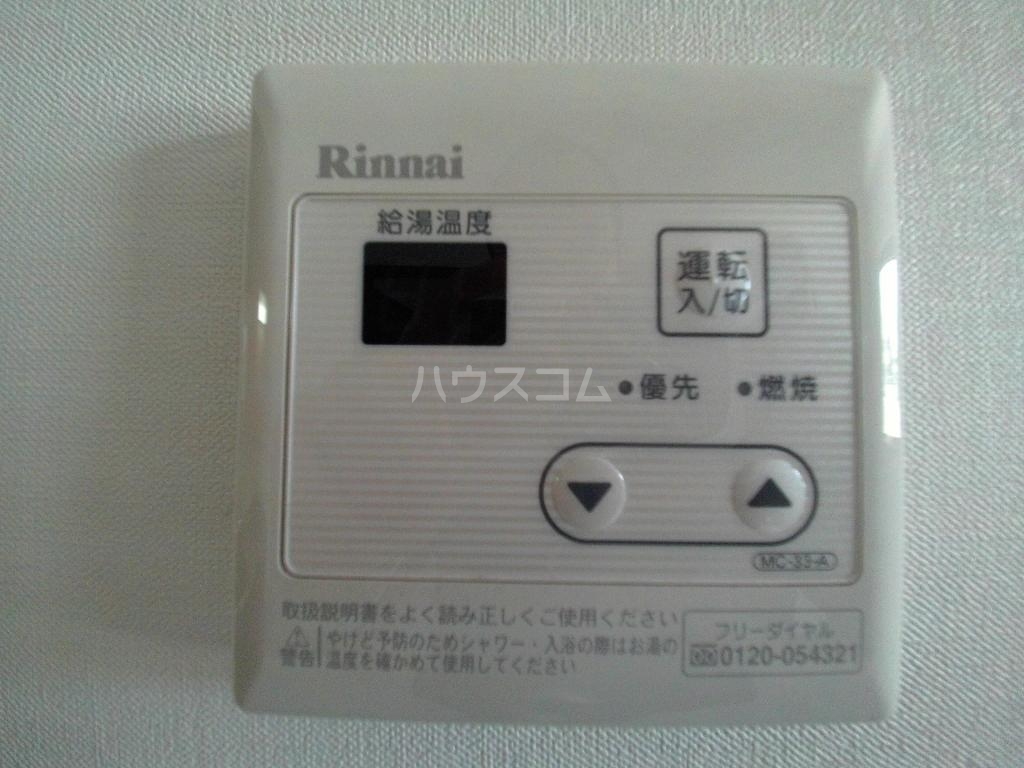 Rinnai
給湯温度
運転
入/切
ハウスコム
優先
燃焼
MC-33-A
取扱説明書をよく読み正しくご使用ください
警告
やけど予防のためシャワー・入浴の際はお湯の
温度を確かめて使用してください
フリーダイヤル
0120-054321